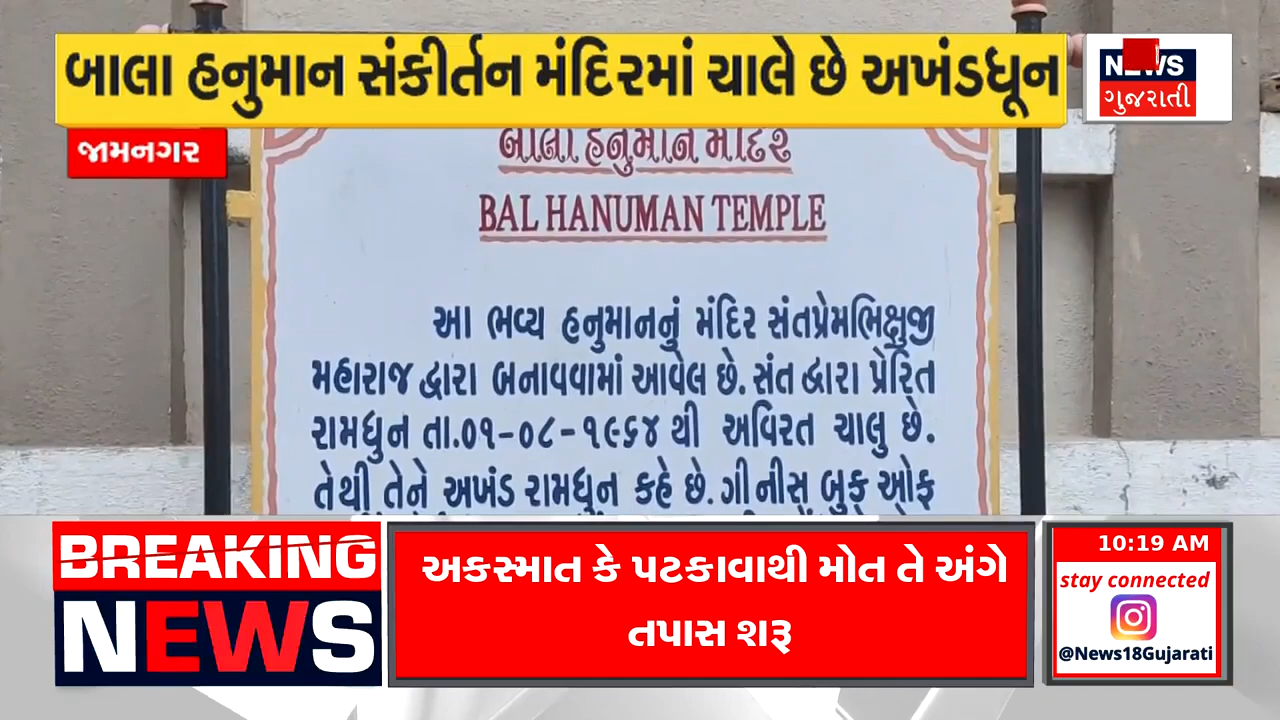 બાલા હનુમાન સંકીર્તન મંદિરમાં ચાલે છે અખંડધૂન
NEWS
ગુજરાતી
જામનગર
બાલા હનુમાન મંદિર
BAL HANUMAN TEMPLE
આ ભવ્ય હનુમાનનું મંદિર સંતપ્રેમભિક્ષુજી
મહારાજ દ્વારા બનાવવામાં આવેલ છે. સંત દ્વારા પ્રેરિત
રામધુન તા.૦૧-૦૮-૧૯૬૪ થી અવિરત ચાલુ છે.
તેથી તેને અખંડ રામધુન કહે છે. ગીનીસ બુક ઓફ
BREAKING
NEWS
અકસ્માત કે પટકાવાથી મોત તે અંગે
તપાસ શરૂ
10:19 AM
stay connected
@News18Gujarati